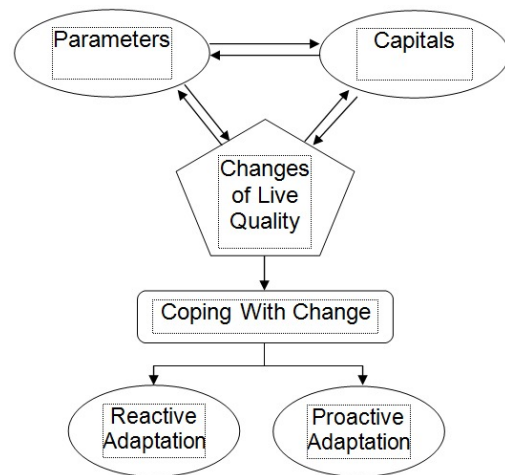 Parameters
Capitals
Changes
of Live
Quality
Coping With Change
Reactive
Adaptation
Proactive
Adaptation